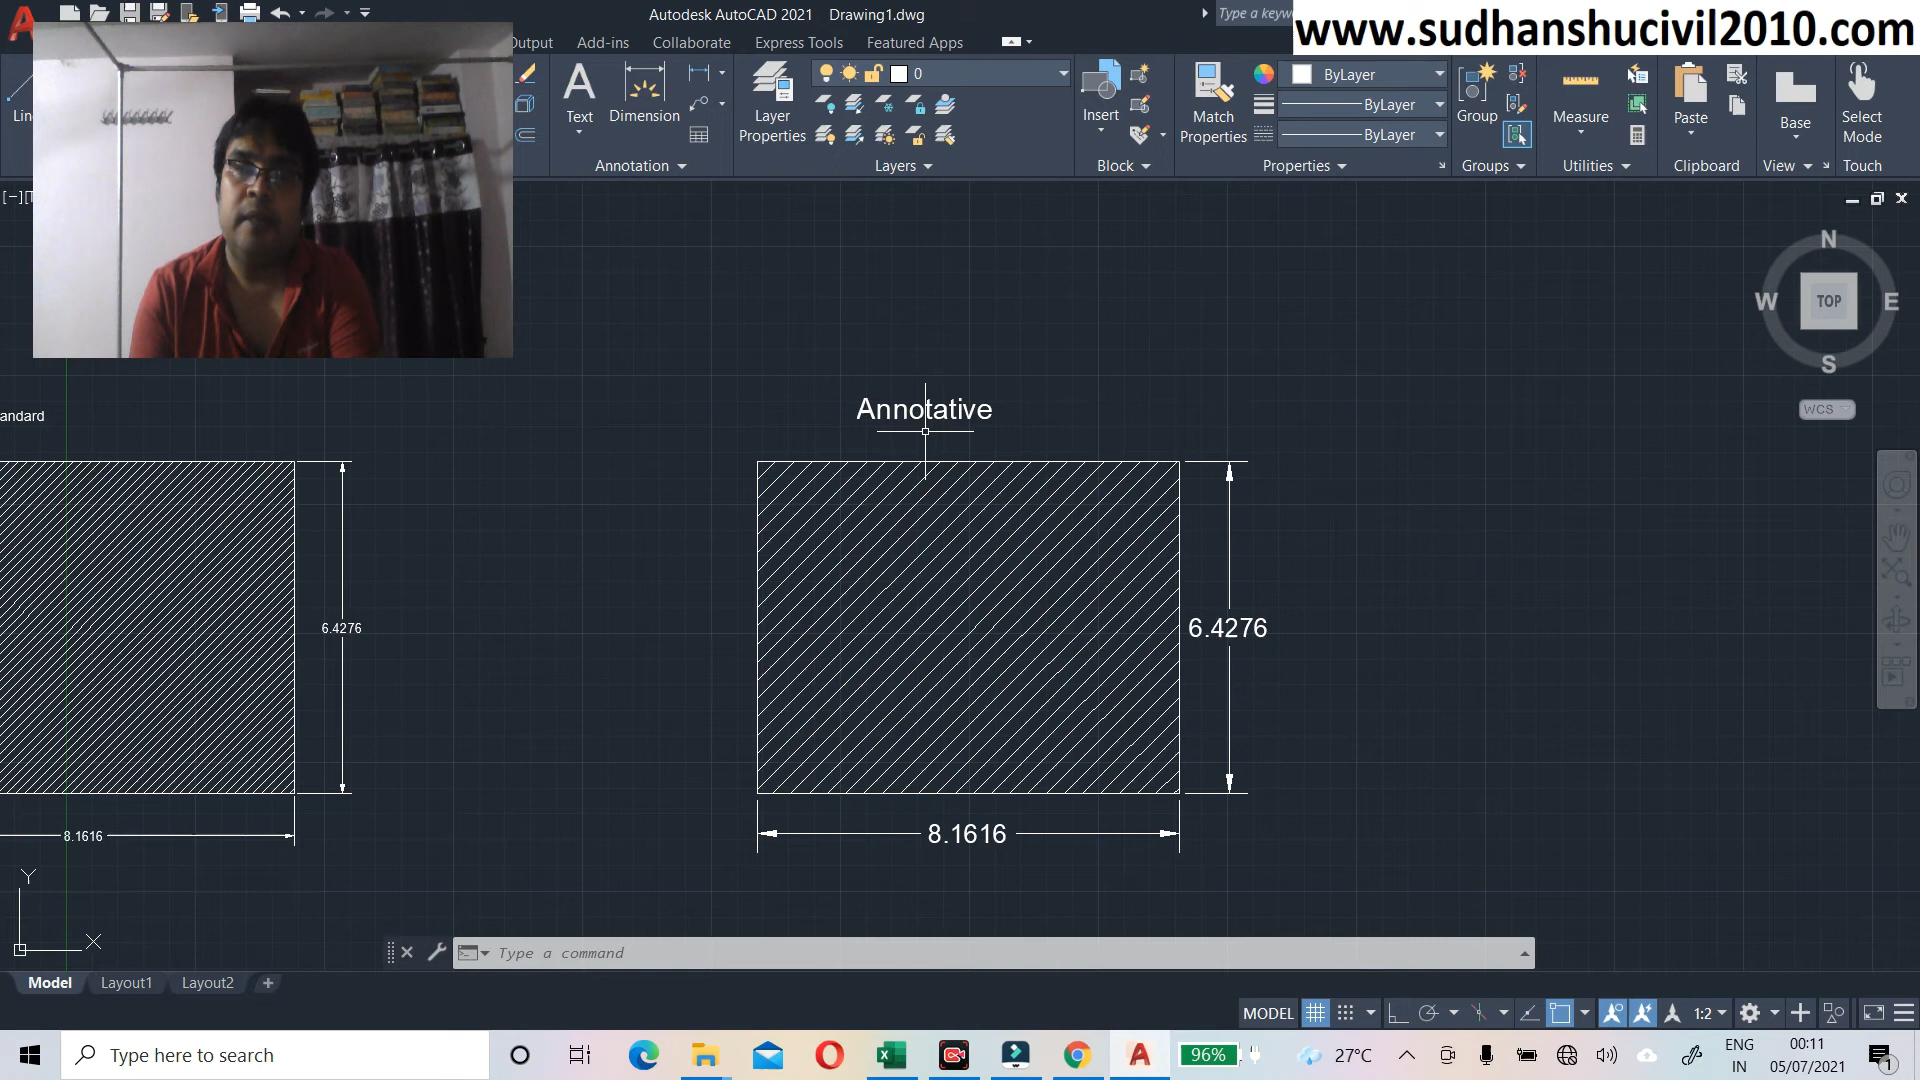 Autodesk AutoCAD 2021 Drawing1.dwg
www.sudhanshucivil2010.com
Output Add-ins Collaborate Express Tools Featured Apps
0
ByLayer
ByLayer
ByLayer
Text
Dimension
Layer
Properties
Insert
Match
Properties
Group
Measure
Paste
Base
Select
Mode
Annotation
Layers
Block
Properties
Groups
Utilities
Clipboard
View
Touch
N
W
TOP
E
S
WCS
Annotative
6.4276
6.4276
8.1616
8.1616
Y
X
Type a command
Model Layout1 Layout2
MODEL
1:2
Type here to search
96%
27°C
ENG
IN
00:11
05/07/2021
1